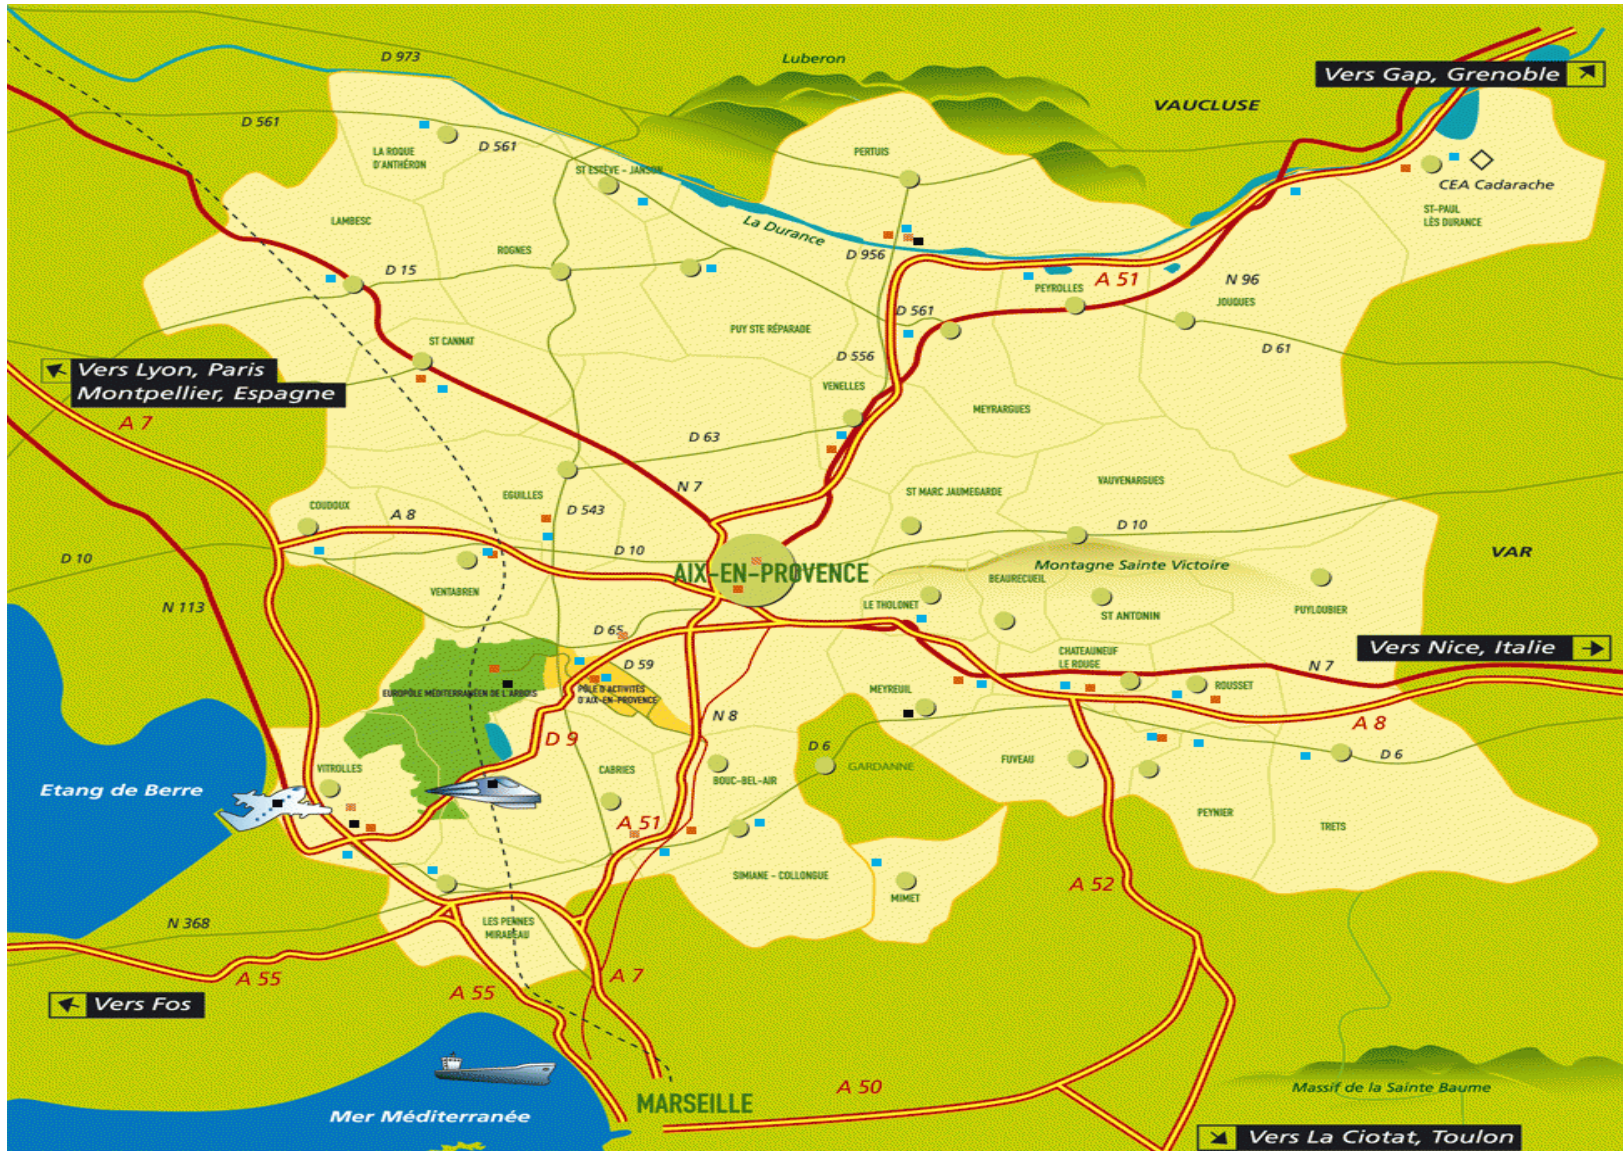 D 973
Luberon
Vers Gap, Grenoble
VAUCLUSE
D 561
D 561
LA ROQUE
D'ANTHÉRON
ST ESTÈVE - JANSON
PERTUIS
CEA Cadarache
ST-PAUL
LÈS DURANCE
LAMBESC
La Durance
ROGNES
D 15
D 956
A 51
N 96
PEYROLLES
JOUQUES
D 561
PUY STE RÉPARADE
ST CANNAT
D 556
D 61
Vers Lyon, Paris
Montpellier, Espagne
VENELLES
MEYRARGUES
A 7
D 63
N 7
EGUILLES
ST MARC JAUMEGARDE
VAUVENARGUES
COUDOUX
A 8
D 543
D 10
D 10
D 10
VAR
AIX-EN-PROVENCE
Montagne Sainte Victoire
BEAURECUEIL
VENTABREN
N 113
LE THOLONET
ST ANTONIN
PUYLOUBIER
D 65
Vers Nice, Italie
CHATEAUNEUF
LE ROUGE
D 59
N 7
EUROPÔLE MÉDITERRANÉEN DE L'ARBOIS
PÔLE D'ACTIVITÉS
D'AIX-EN-PROVENCE
MEYREUIL
ROUSSET
N 8
A 8
D 9
D 6
D 6
VITROLLES
CABRIES
BOUC-BEL-AIR
GARDANNE
FUVEAU
Etang de Berre
A 51
PEYNIER
TRETS
SIMIANE - COLLONGUE
A 52
MIMET
N 368
LES PENNES
MIRABEAU
A 55
A 55
A 7
Vers Fos
A 50
Massif de la Sainte Baume
MARSEILLE
Mer Méditerranée
Vers La Ciotat, Toulon